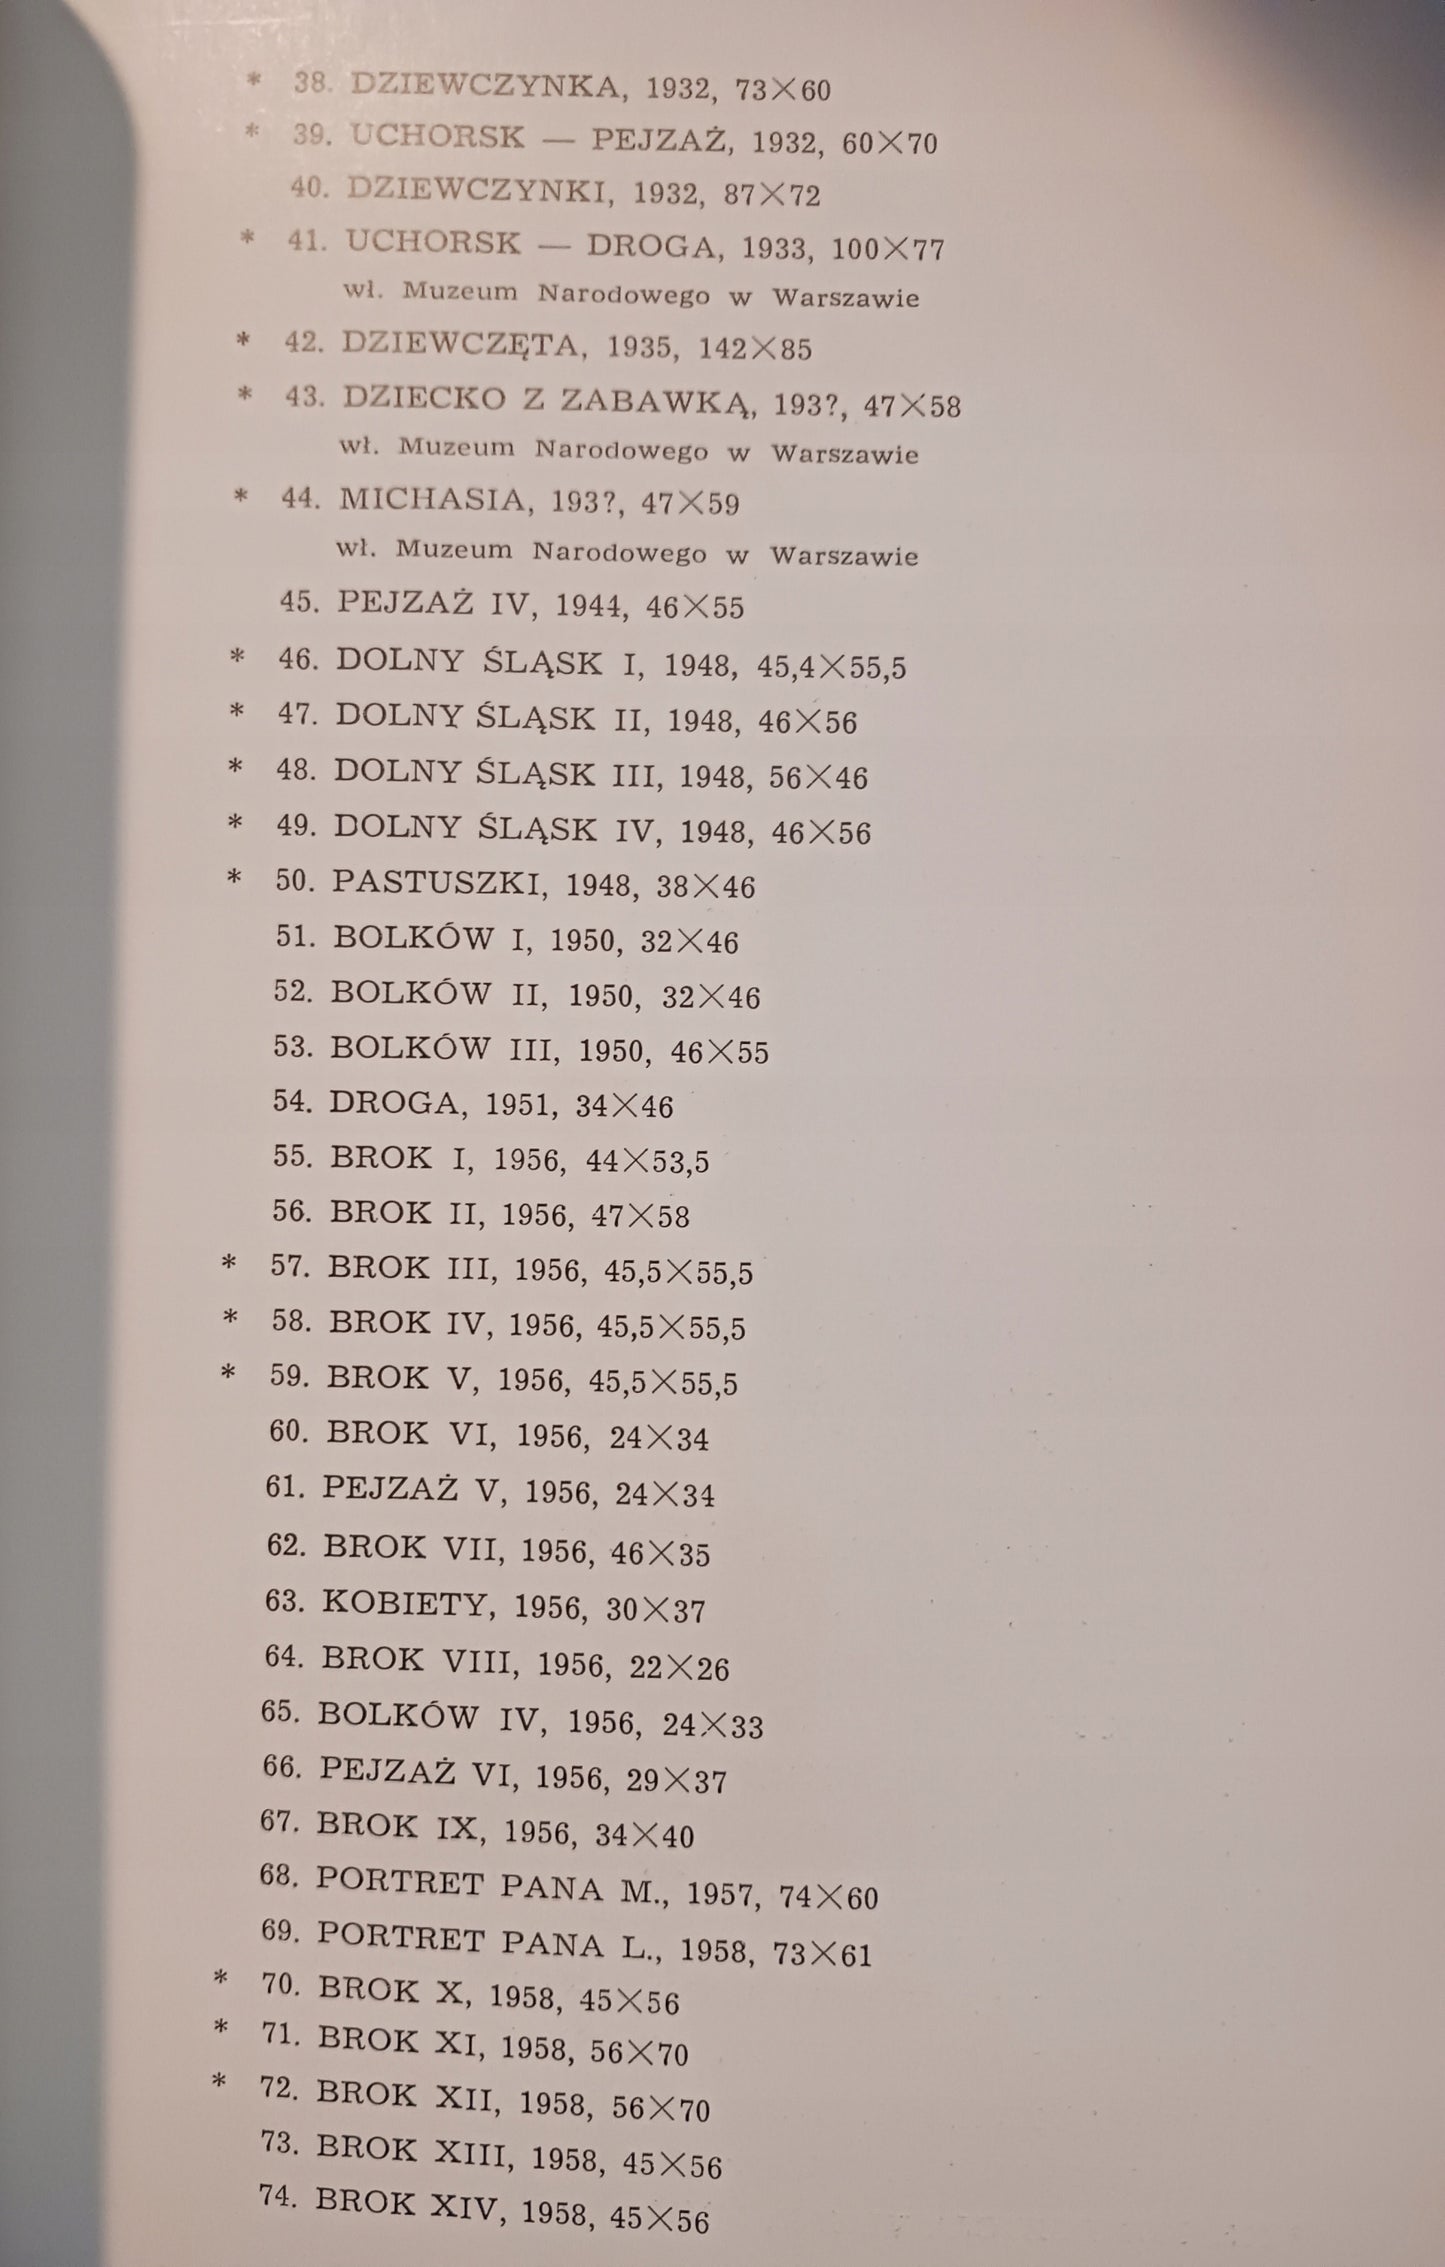 * 38. DZIEWCZYNKA, 1932, 73×60
* 39. UCHORSK — PEJZAŻ, 1932, 60×70
40. DZIEWCZYNKI, 1932, 87×72
* 41. UCHORSK — DROGA, 1933, 100×77
wł. Muzeum Narodowego w Warszawie
* 42. DZIEWCZĘTA, 1935, 142×85
* 43. DZIECKO Z ZABAWKĄ, 193?, 47×58
wł. Muzeum Narodowego w Warszawie
* 44. MICHASIA, 193?, 47×59
wł. Muzeum Narodowego w Warszawie
45. PEJZAŻ IV, 1944, 46×55
* 46. DOLNY ŚLĄSK I, 1948, 45,4×55,5
* 47. DOLNY ŚLĄSK II, 1948, 46×56
* 48. DOLNY ŚLĄSK III, 1948, 56×46
* 49. DOLNY ŚLĄSK IV, 1948, 46×56
* 50. PASTUSZKI, 1948, 38×46
51. BOLKÓW I, 1950, 32×46
52. BOLKÓW II, 1950, 32×46
53. BOLKÓW III, 1950, 46×55
54. DROGA, 1951, 34×46
55. BROK I, 1956, 44×53,5
56. BROK II, 1956, 47×58
* 57. BROK III, 1956, 45,5×55,5
* 58. BROK IV, 1956, 45,5×55,5
* 59. BROK V, 1956, 45,5×55,5
60. BROK VI, 1956, 24×34
61. PEJZAŻ V, 1956, 24×34
62. BROK VII, 1956, 46×35
63. KOBIETY, 1956, 30×37
64. BROK VIII, 1956, 22×26
65. BOLKÓW IV, 1956, 24×33
66. PEJZAŻ VI, 1956, 29×37
67. BROK IX, 1956, 34×40
68. PORTRET PANA M., 1957, 74×60
69. PORTRET PANA L., 1958, 73×61
* 70. BROK X, 1958, 45×56
* 71. BROK XI, 1958, 56×70
* 72. BROK XII, 1958, 56×70
73. BROK XIII, 1958, 45×56
74. BROK XIV, 1958, 45×56